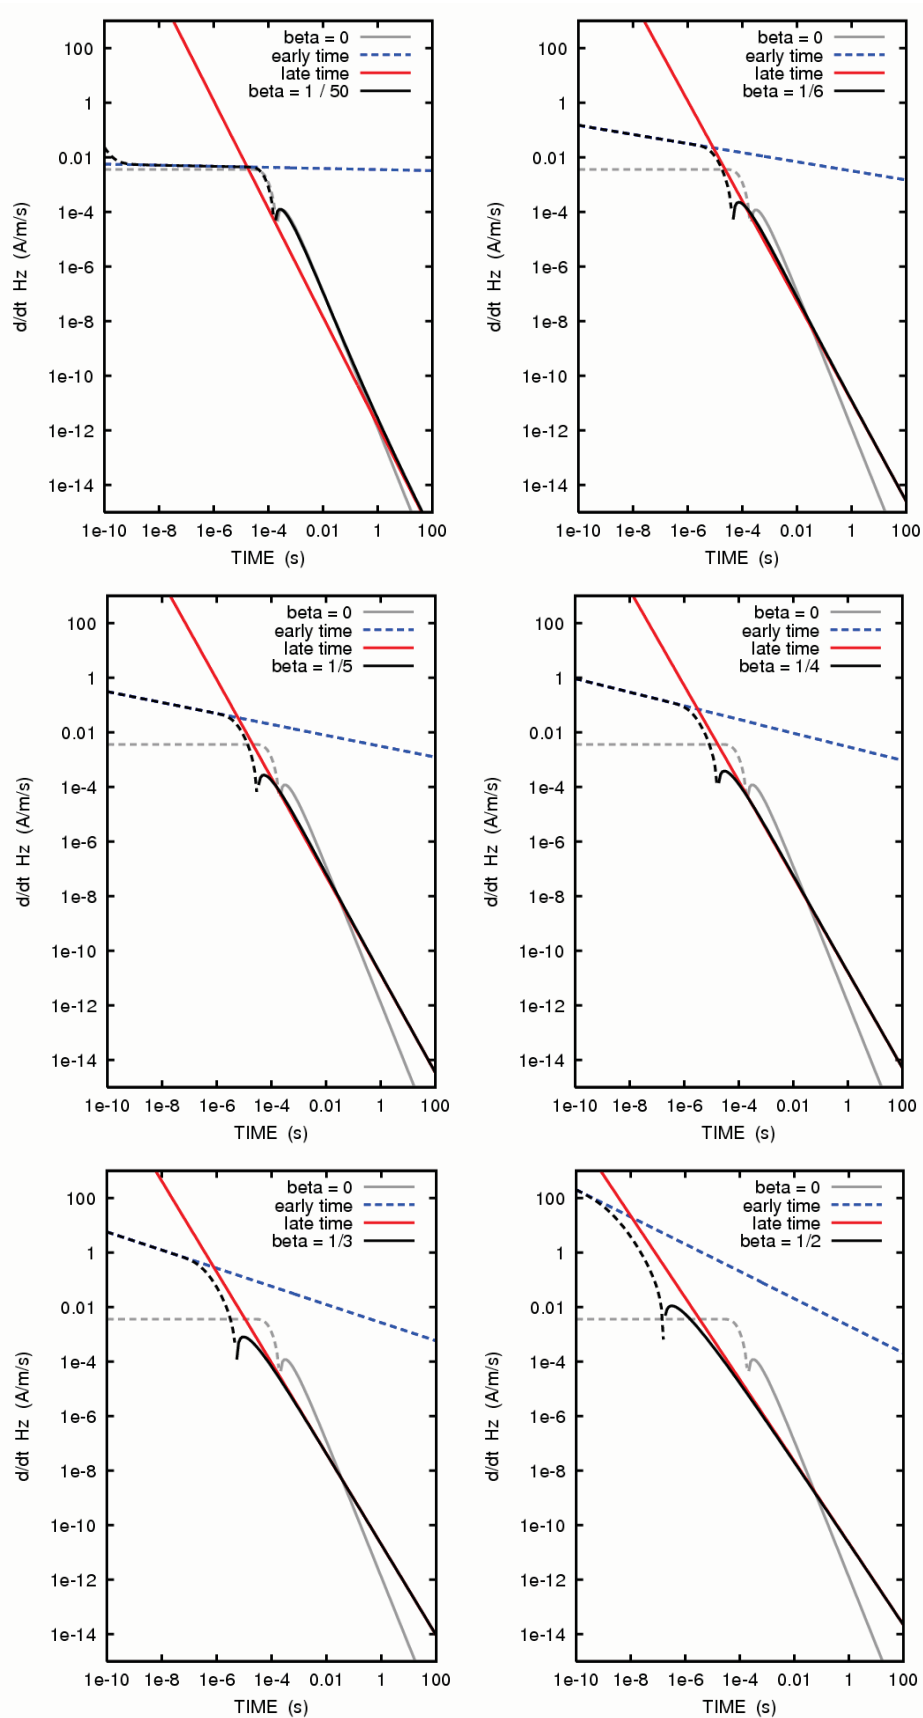 beta = 0
early time
late time
beta = 1 / 50
100
1
0.01
1e-4
1e-6
1e-8
1e-10
1e-12
1e-14
d/dt Hz (A/m/s)
1e-10 1e-8 1e-6 1e-4 0.01 1 100
TIME (s)
beta = 0
early time
late time
beta = 1/6
100
1
0.01
1e-4
1e-6
1e-8
1e-10
1e-12
1e-14
d/dt Hz (A/m/s)
1e-10 1e-8 1e-6 1e-4 0.01 1 100
TIME (s)
beta = 0
early time
late time
beta = 1/5
100
1
0.01
1e-4
1e-6
1e-8
1e-10
1e-12
1e-14
d/dt Hz (A/m/s)
1e-10 1e-8 1e-6 1e-4 0.01 1 100
TIME (s)
beta = 0
early time
late time
beta = 1/4
100
1
0.01
1e-4
1e-6
1e-8
1e-10
1e-12
1e-14
d/dt Hz (A/m/s)
1e-10 1e-8 1e-6 1e-4 0.01 1 100
TIME (s)
beta = 0
early time
late time
beta = 1/3
100
1
0.01
1e-4
1e-6
1e-8
1e-10
1e-12
1e-14
d/dt Hz (A/m/s)
1e-10 1e-8 1e-6 1e-4 0.01 1 100
TIME (s)
beta = 0
early time
late time
beta = 1/2
100
1
0.01
1e-4
1e-6
1e-8
1e-10
1e-12
1e-14
d/dt Hz (A/m/s)
1e-10 1e-8 1e-6 1e-4 0.01 1 100
TIME (s)